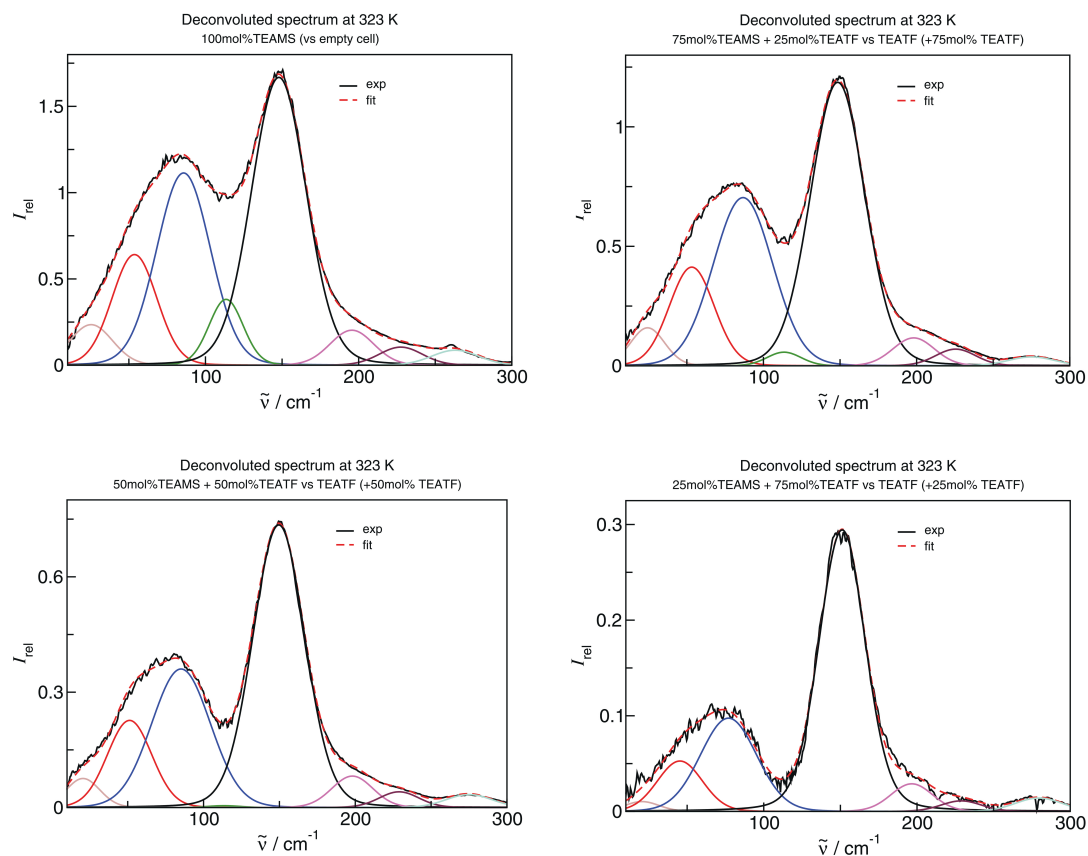 Deconvoluted spectrum at 323 K
100mol%TEAMS (vs empty cell)
exp
fit
1.5
1
0.5
0
I_rel
100
200
300
ṽ / cm⁻¹
Deconvoluted spectrum at 323 K
75mol%TEAMS + 25mol%TEATF vs TEATF (+75mol% TEATF)
exp
fit
1
0.5
0
I_rel
100
200
300
ṽ / cm⁻¹
Deconvoluted spectrum at 323 K
50mol%TEAMS + 50mol%TEATF vs TEATF (+50mol% TEATF)
exp
fit
0.6
0.3
0
I_rel
100
200
300
ṽ / cm⁻¹
Deconvoluted spectrum at 323 K
25mol%TEAMS + 75mol%TEATF vs TEATF (+25mol% TEATF)
exp
fit
0.3
0.2
0.1
0
I_rel
100
200
300
ṽ / cm⁻¹